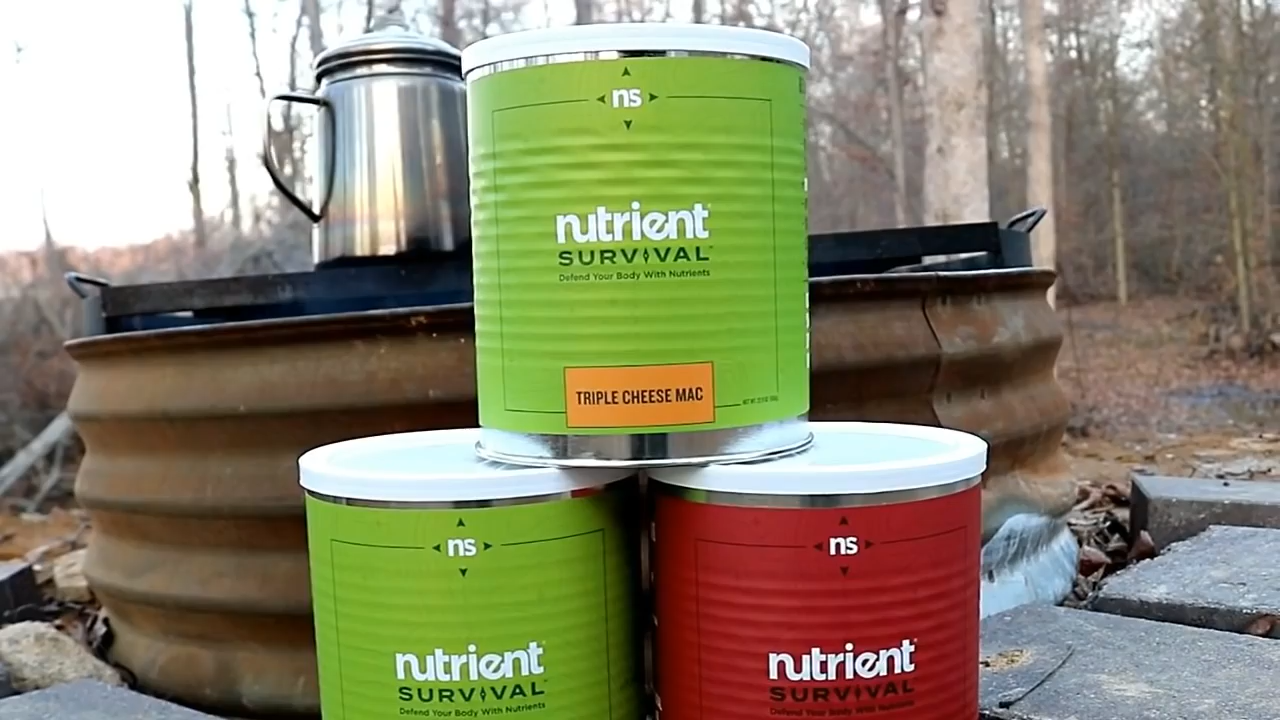 ns
nutrient
SURVIVAL
Defend Your Body With Nutrients
TRIPLE CHEESE MAC
ns
nutrient
SURVIVAL
Defend Your Body With Nutrients
ns
nutrient
SURVIVAL
Defend Your Body With Nutrients